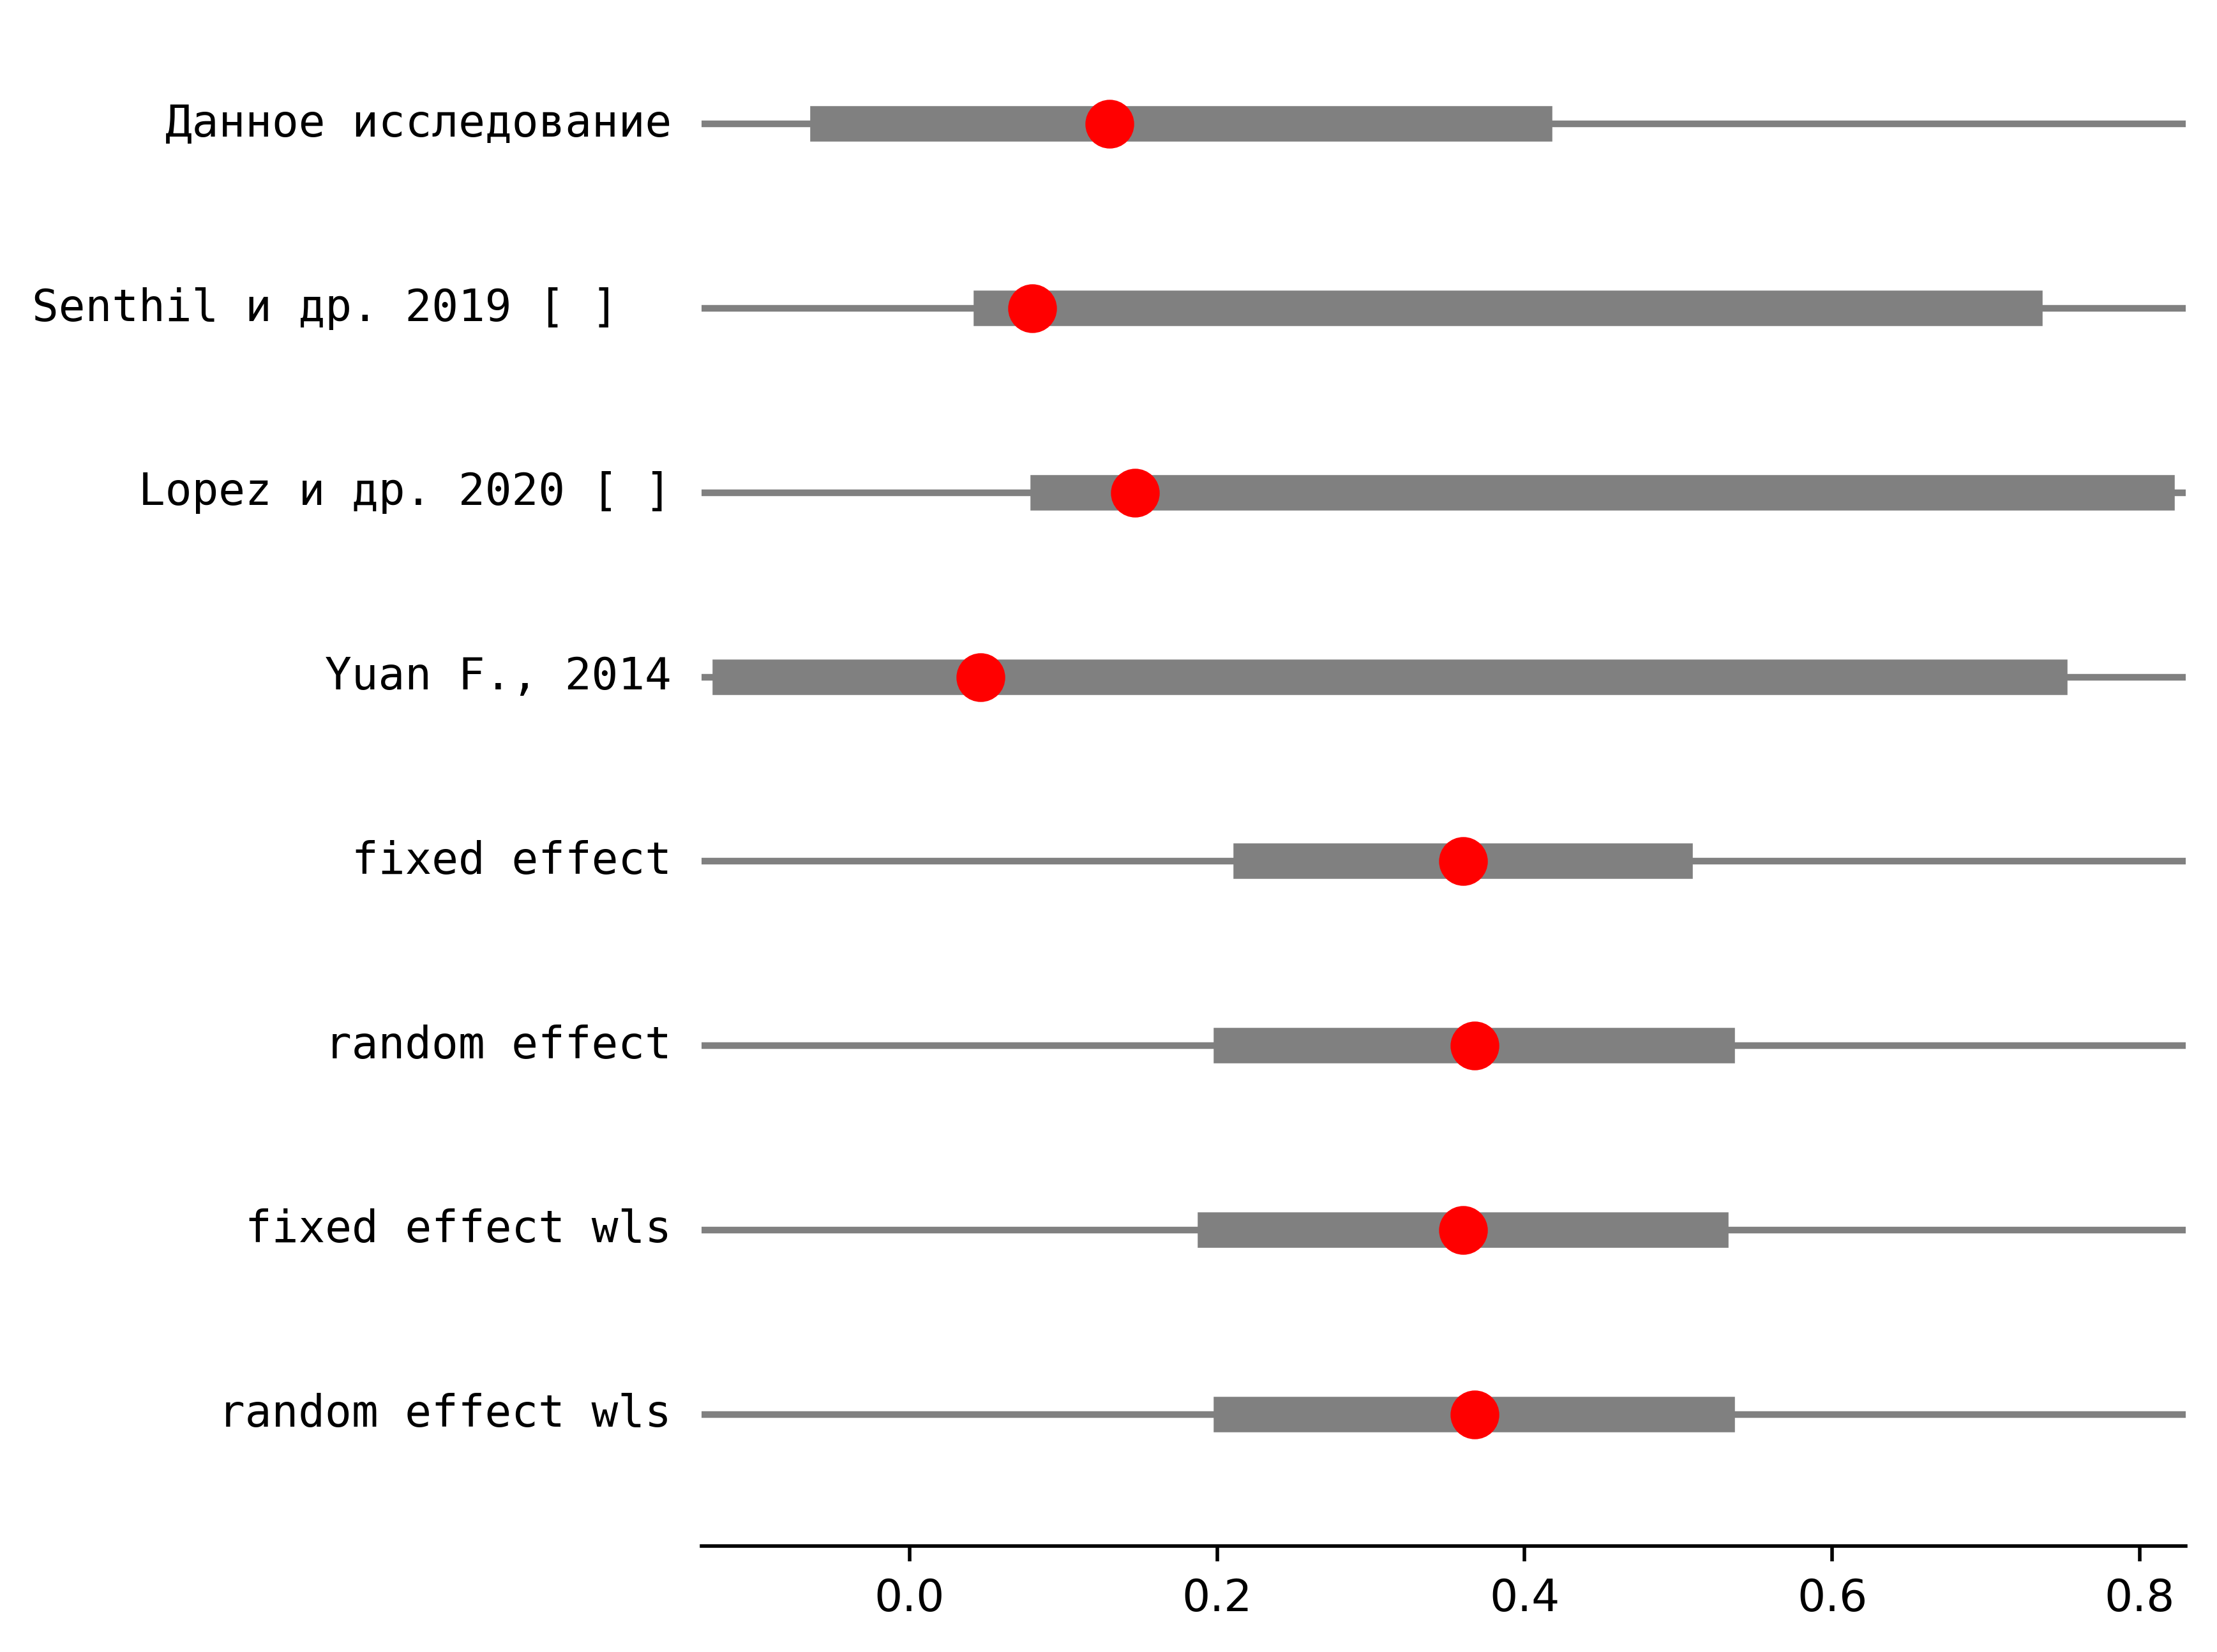 Данное исследование
Senthil и др. 2019 [ ]
Lopez и др. 2020 [ ]
Yuan F., 2014
fixed effect
random effect
fixed effect wls
random effect wls
0.0 0.2 0.4 0.6 0.8